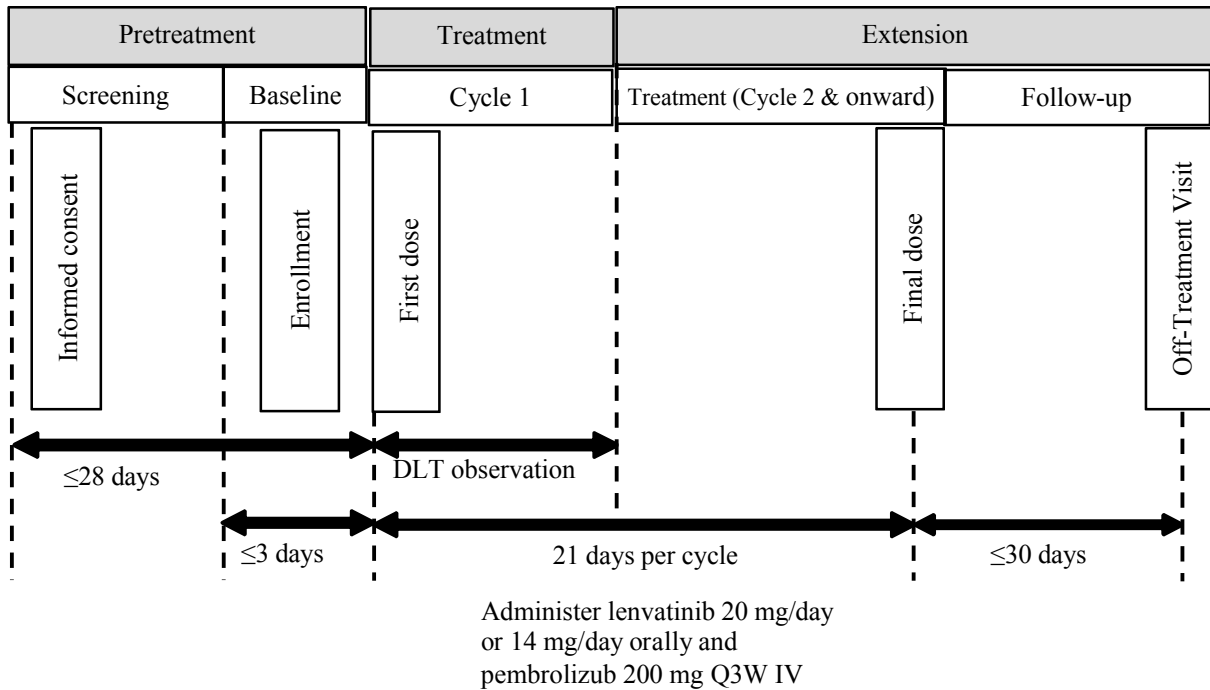 Pretreatment
Treatment
Extension
Screening
Baseline
Cycle 1
Treatment (Cycle 2 & onward)
Follow-up
Informed consent
Enrollment
First dose
Final dose
Off-Treatment Visit
≤28 days
DLT observation
≤3 days
21 days per cycle
≤30 days
Administer lenvatinib 20 mg/day
or 14 mg/day orally and
pembrolizub 200 mg Q3W IV